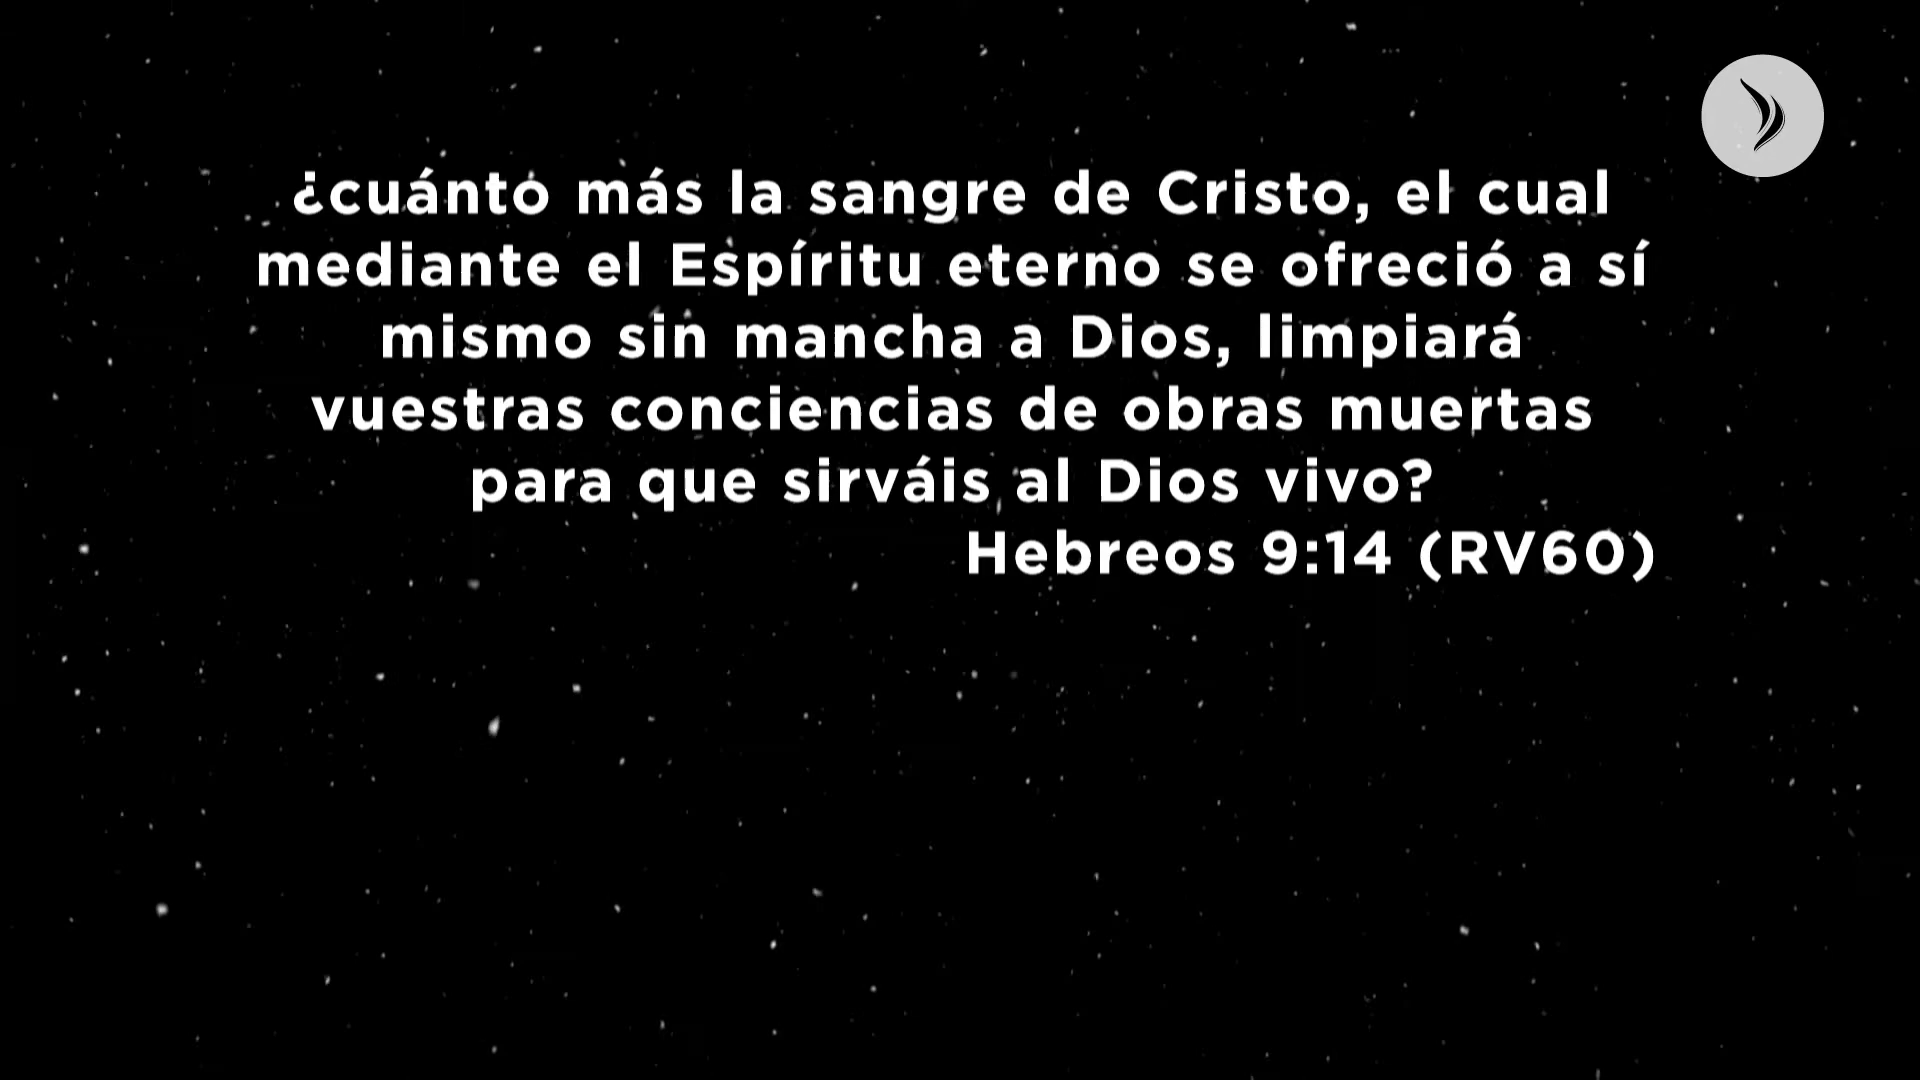 ¿cuánto más la sangre de Cristo, el cual
mediante el Espíritu eterno se ofreció a sí
mismo sin mancha a Dios, limpiará
vuestras conciencias de obras muertas
para que sirváis al Dios vivo?
Hebreos 9:14 (RV60)